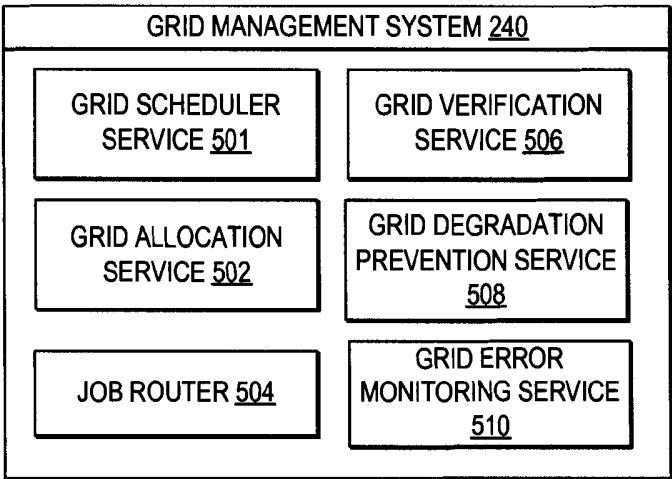 GRID MANAGEMENT SYSTEM 240
GRID SCHEDULER
SERVICE 501
GRID VERIFICATION
SERVICE 506
GRID ALLOCATION
SERVICE 502
GRID DEGRADATION
PREVENTION SERVICE
508
JOB ROUTER 504
GRID ERROR
MONITORING SERVICE
510